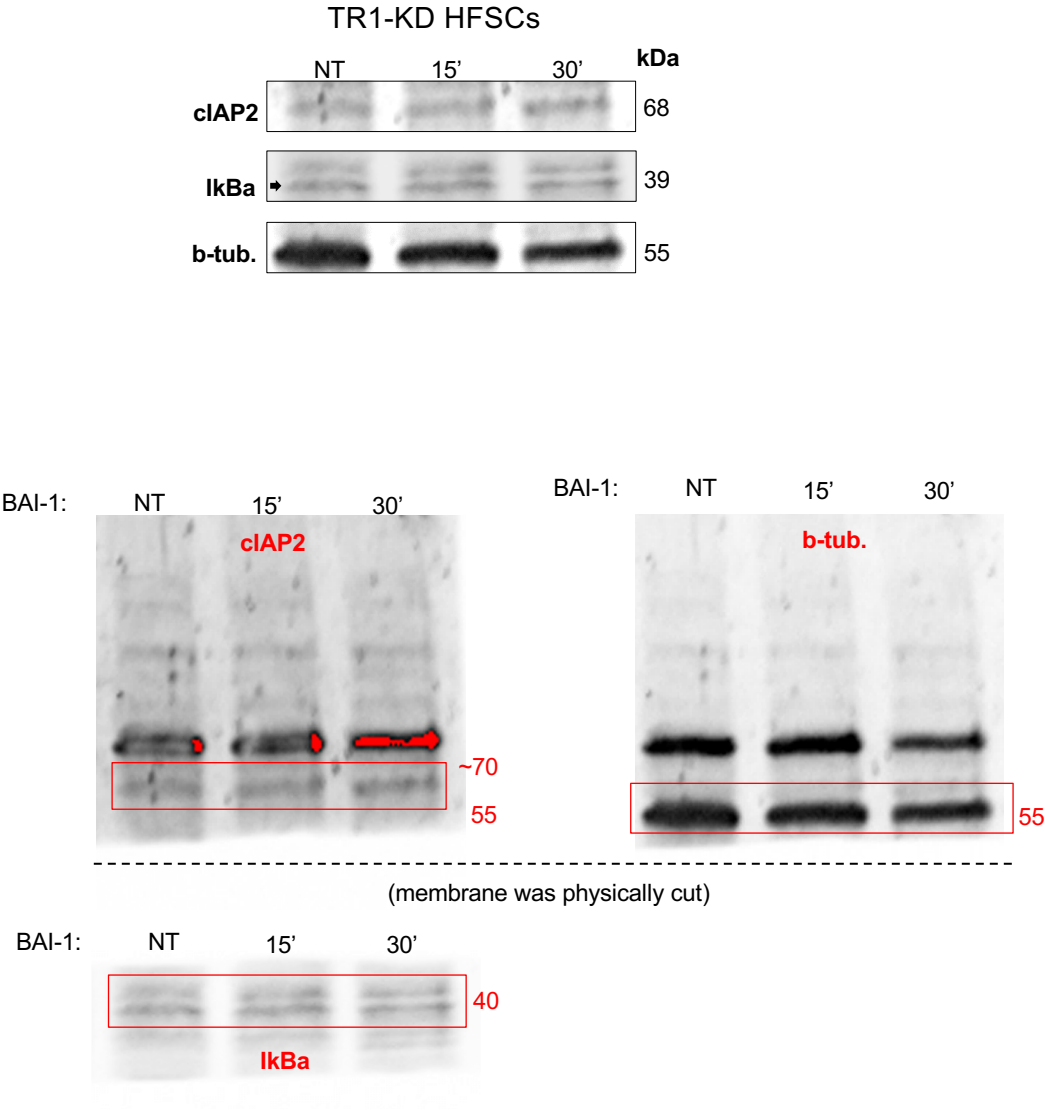 TR1-KD HFSCs
NT 15’ 30’ kDa
cIAP2 68
IkBa 39
b-tub. 55
BAI-1: NT 15’ 30’
cIAP2
~70
55
BAI-1: NT 15’ 30’
b-tub.
55
(membrane was physically cut)
BAI-1: NT 15’ 30’
40
IkBa